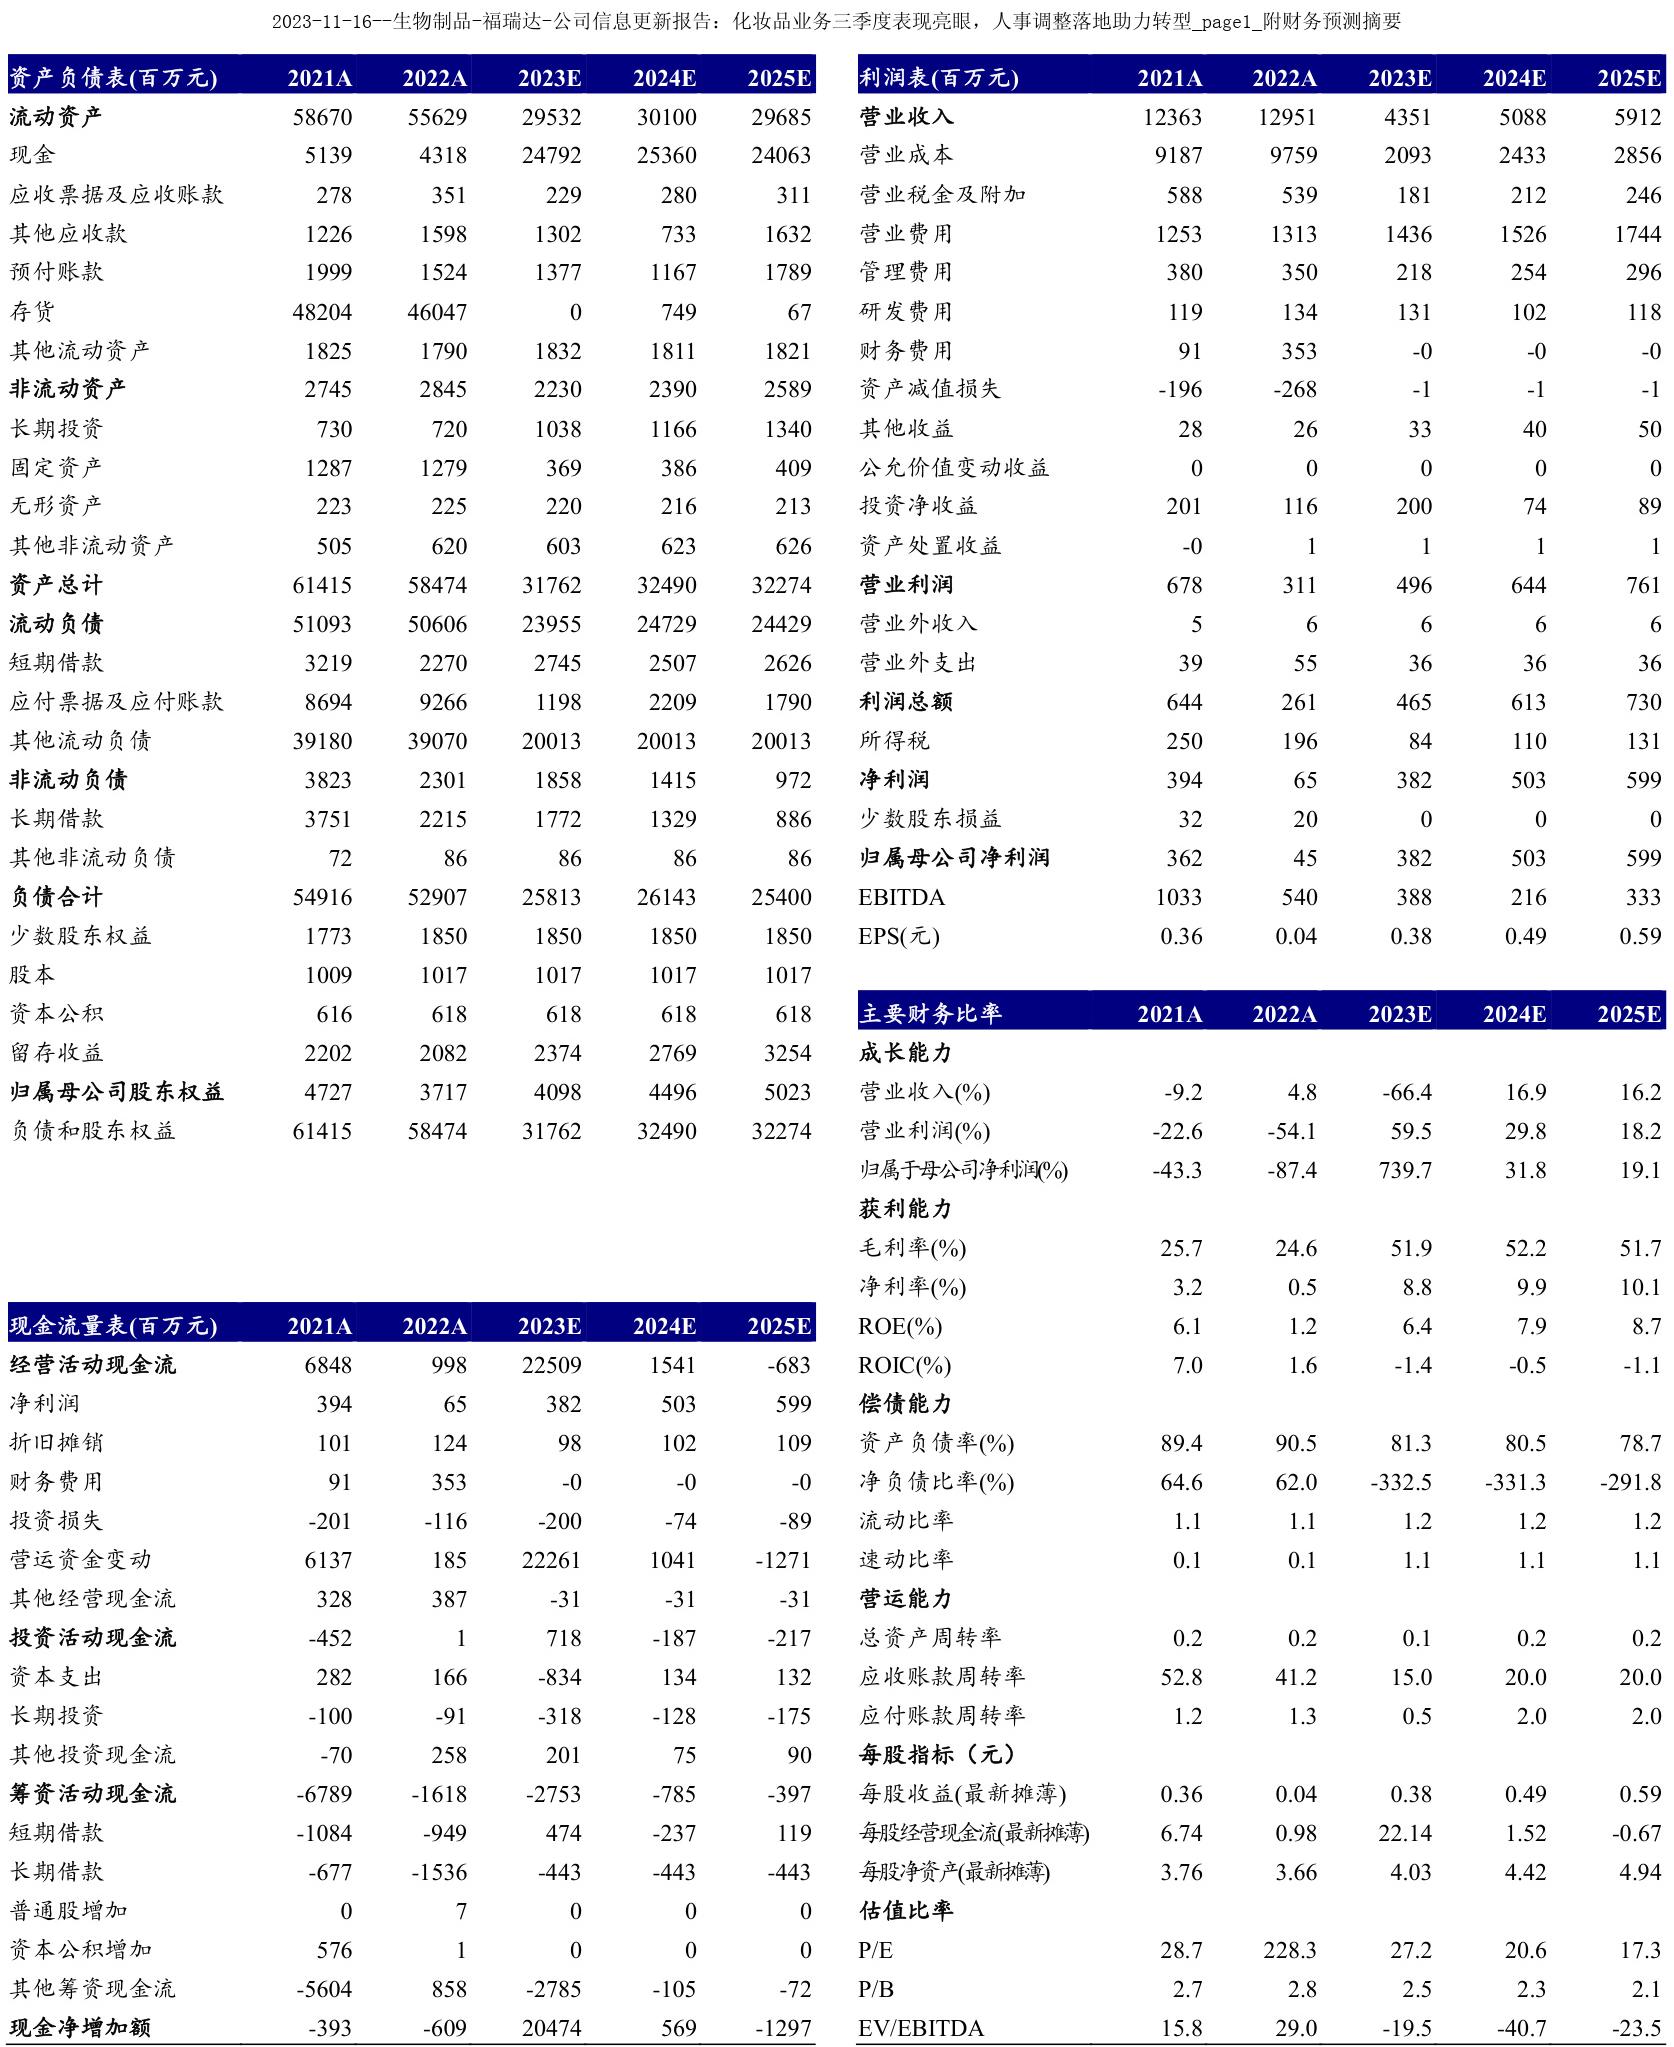 2023-11-16--生物制品-福瑞达-公司信息更新报告：化妆品业务三季度表现亮眼，人事调整落地助力转型_page1_附财务预测摘要
资产负债表(百万元) 2021A 2022A 2023E 2024E 2025E
流动资产 58670 55629 29532 30100 29685
现金 5139 4318 24792 25360 24063
应收票据及应收账款 278 351 229 280 311
其他应收款 1226 1598 1302 733 1632
预付账款 1999 1524 1377 1167 1789
存货 48204 46047 0 749 67
其他流动资产 1825 1790 1832 1811 1821
非流动资产 2745 2845 2230 2390 2589
长期投资 730 720 1038 1166 1340
固定资产 1287 1279 369 386 409
无形资产 223 225 220 216 213
其他非流动资产 505 620 603 623 626
资产总计 61415 58474 31762 32490 32274
流动负债 51093 50606 23955 24729 24429
短期借款 3219 2270 2745 2507 2626
应付票据及应付账款 8694 9266 1198 2209 1790
其他流动负债 39180 39070 20013 20013 20013
非流动负债 3823 2301 1858 1415 972
长期借款 3751 2215 1772 1329 886
其他非流动负债 72 86 86 86 86
负债合计 54916 52907 25813 26143 25400
少数股东权益 1773 1850 1850 1850 1850
股本 1009 1017 1017 1017 1017
资本公积 616 618 618 618 618
留存收益 2202 2082 2374 2769 3254
归属母公司股东权益 4727 3717 4098 4496 5023
负债和股东权益 61415 58474 31762 32490 32274
现金流量表(百万元) 2021A 2022A 2023E 2024E 2025E
经营活动现金流 6848 998 22509 1541 -683
净利润 394 65 382 503 599
折旧摊销 101 124 98 102 109
财务费用 91 353 -0 -0 -0
投资损失 -201 -116 -200 -74 -89
营运资金变动 6137 185 22261 1041 -1271
其他经营现金流 328 387 -31 -31 -31
投资活动现金流 -452 1 718 -187 -217
资本支出 282 166 -834 134 132
长期投资 -100 -91 -318 -128 -175
其他投资现金流 -70 258 201 75 90
筹资活动现金流 -6789 -1618 -2753 -785 -397
短期借款 -1084 -949 474 -237 119
长期借款 -677 -1536 -443 -443 -443
普通股增加 0 7 0 0 0
资本公积增加 576 1 0 0 0
其他筹资现金流 -5604 858 -2785 -105 -72
现金净增加额 -393 -609 20474 569 -1297
利润表(百万元) 2021A 2022A 2023E 2024E 2025E
营业收入 12363 12951 4351 5088 5912
营业成本 9187 9759 2093 2433 2856
营业税金及附加 588 539 181 212 246
营业费用 1253 1313 1436 1526 1744
管理费用 380 350 218 254 296
研发费用 119 134 131 102 118
财务费用 91 353 -0 -0 -0
资产减值损失 -196 -268 -1 -1 -1
其他收益 28 26 33 40 50
公允价值变动收益 0 0 0 0 0
投资净收益 201 116 200 74 89
资产处置收益 -0 1 1 1 1
营业利润 678 311 496 644 761
营业外收入 5 6 6 6 6
营业外支出 39 55 36 36 36
利润总额 644 261 465 613 730
所得税 250 196 84 110 131
净利润 394 65 382 503 599
少数股东损益 32 20 0 0 0
归属母公司净利润 362 45 382 503 599
EBITDA 1033 540 388 216 333
EPS(元) 0.36 0.04 0.38 0.49 0.59
主要财务比率 2021A 2022A 2023E 2024E 2025E
成长能力
营业收入(%) -9.2 4.8 -66.4 16.9 16.2
营业利润(%) -22.6 -54.1 59.5 29.8 18.2
归属于母公司净利润(%) -43.3 -87.4 739.7 31.8 19.1
获利能力
毛利率(%) 25.7 24.6 51.9 52.2 51.7
净利率(%) 3.2 0.5 8.8 9.9 10.1
ROE(%) 6.1 1.2 6.4 7.9 8.7
ROIC(%) 7.0 1.6 -1.4 -0.5 -1.1
偿债能力
资产负债率(%) 89.4 90.5 81.3 80.5 78.7
净负债比率(%) 64.6 62.0 -332.5 -331.3 -291.8
流动比率 1.1 1.1 1.2 1.2 1.2
速动比率 0.1 0.1 1.1 1.1 1.1
营运能力
总资产周转率 0.2 0.2 0.1 0.2 0.2
应收账款周转率 52.8 41.2 15.0 20.0 20.0
应付账款周转率 1.2 1.3 0.5 2.0 2.0
每股指标（元）
每股收益(最新摊薄) 0.36 0.04 0.38 0.49 0.59
每股经营现金流(最新摊薄) 6.74 0.98 22.14 1.52 -0.67
每股净资产(最新摊薄) 3.76 3.66 4.03 4.42 4.94
估值比率
P/E 28.7 228.3 27.2 20.6 17.3
P/B 2.7 2.8 2.5 2.3 2.1
EV/EBITDA 15.8 29.0 -19.5 -40.7 -23.5